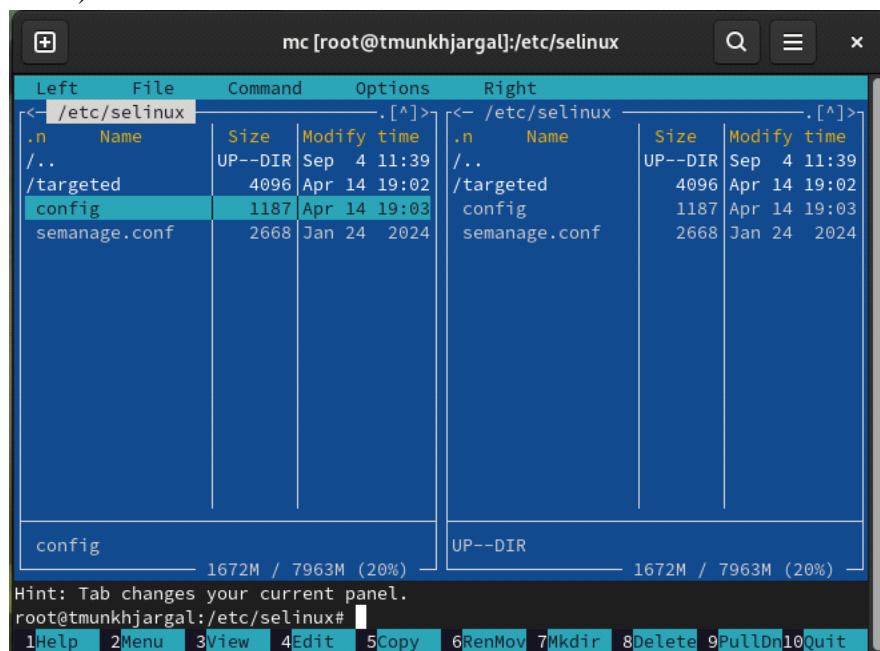 mc [root@tmunkhjargal]:/etc/selinux
Left File Command Options Right
<— /etc/selinux .[^]> <— /etc/selinux .[^]>
.n Name Size Modify time .n Name Size Modify time
/.. UP--DIR Sep 4 11:39 /.. UP--DIR Sep 4 11:39
/targeted 4096 Apr 14 19:02 /targeted 4096 Apr 14 19:02
config 1187 Apr 14 19:03 config 1187 Apr 14 19:03
semanage.conf 2668 Jan 24 2024 semanage.conf 2668 Jan 24 2024
config UP--DIR
1672M / 7963M (20%) 1672M / 7963M (20%)
Hint: Tab changes your current panel.
root@tmunkhjargal:/etc/selinux#
1Help 2Menu 3View 4Edit 5Copy 6RenMov 7Mkdir 8Delete 9PullDn 10Quit